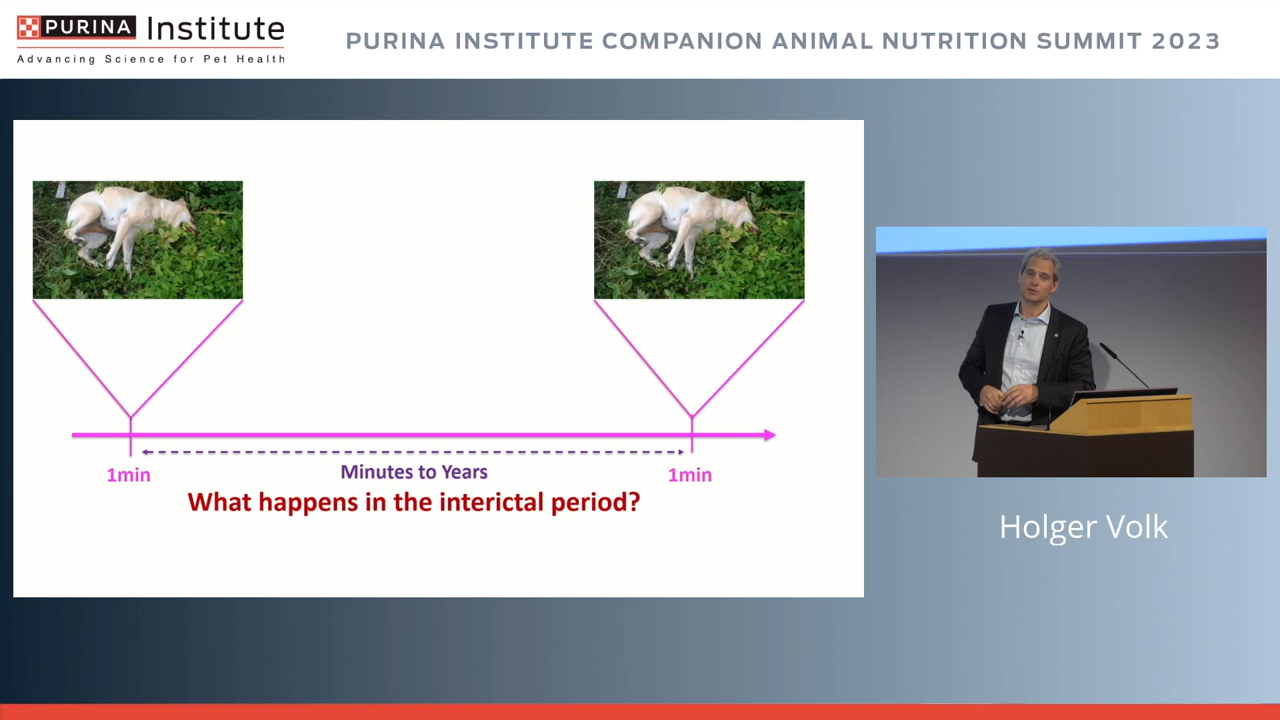 PURINA Institute
Advancing Science for Pet Health
PURINA INSTITUTE COMPANION ANIMAL NUTRITION SUMMIT 2023
1min
Minutes to Years
1min
What happens in the interictal period?
Holger Volk